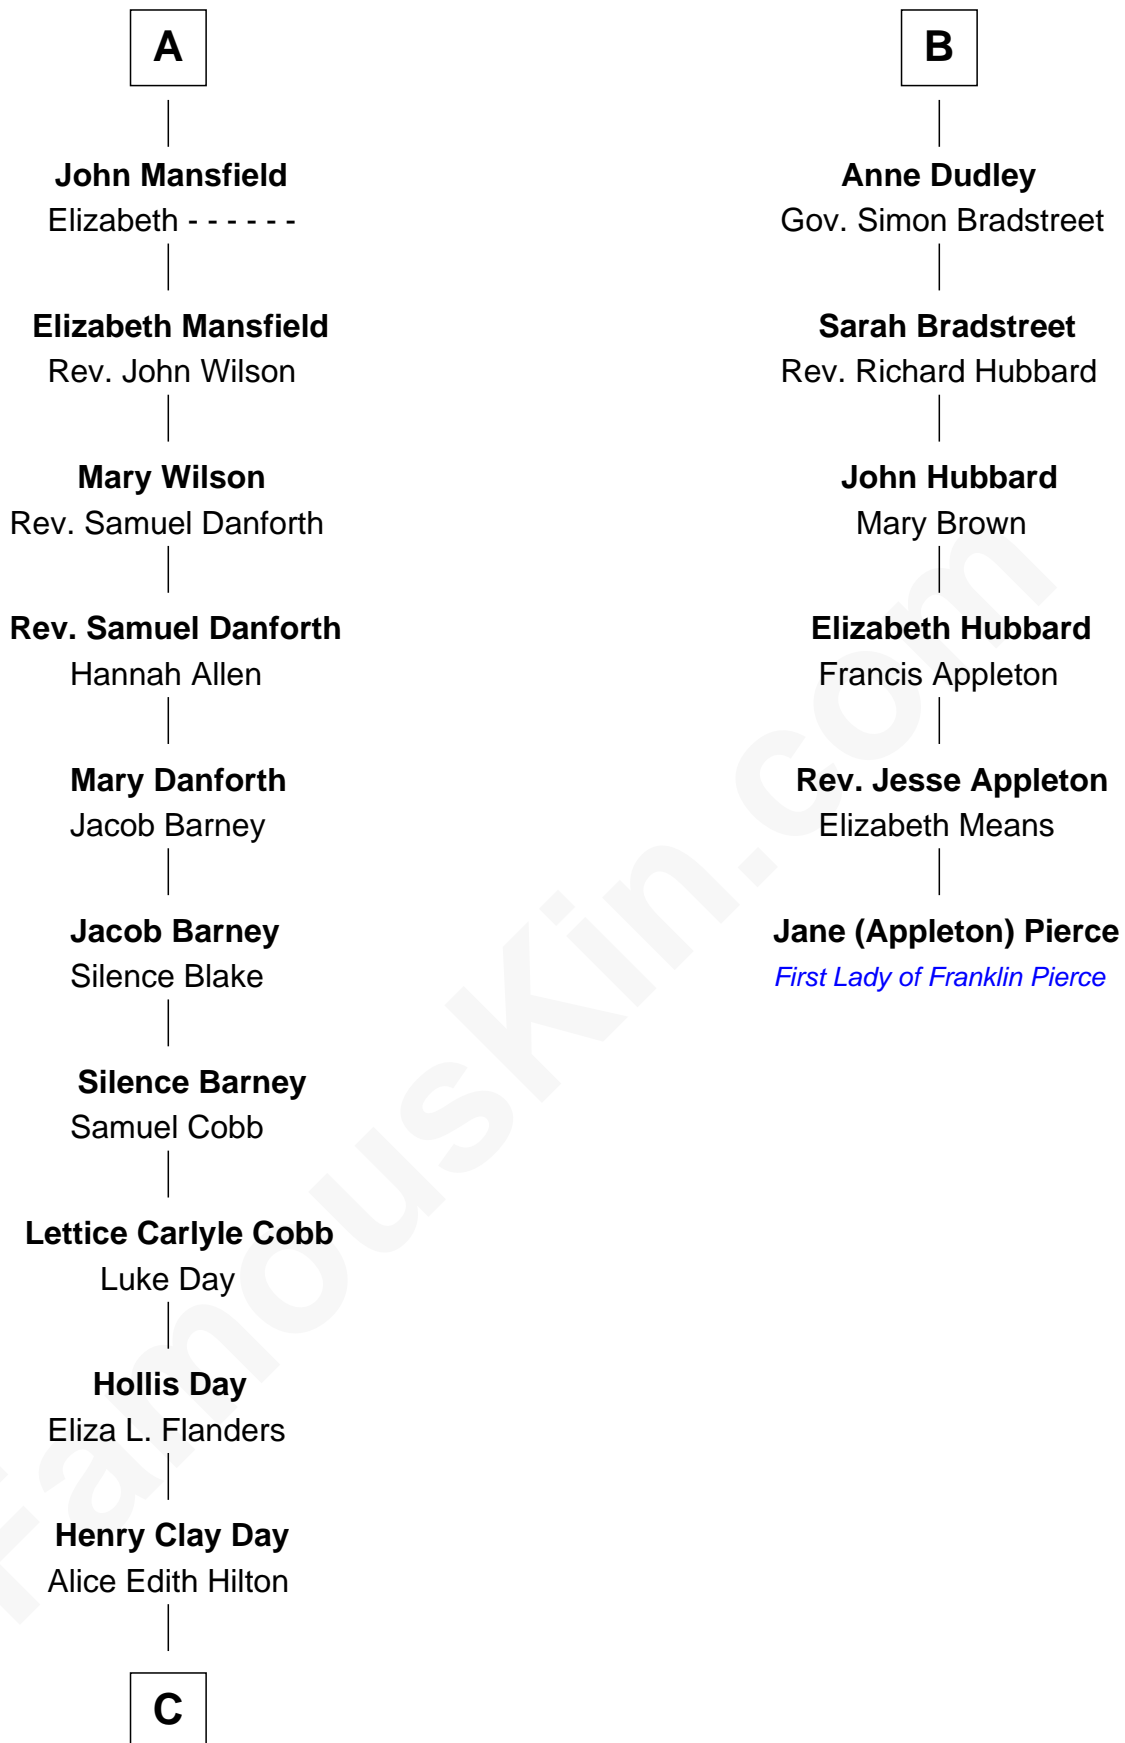 A
John Mansfield
Elizabeth - - - - - -
Elizabeth Mansfield
Rev. John Wilson
Mary Wilson
Rev. Samuel Danforth
Rev. Samuel Danforth
Hannah Allen
Mary Danforth
Jacob Barney
Jacob Barney
Silence Blake
Silence Barney
Samuel Cobb
Lettice Carlyle Cobb
Luke Day
Hollis Day
Eliza L. Flanders
Henry Clay Day
Alice Edith Hilton
C
B
Anne Dudley
Gov. Simon Bradstreet
Sarah Bradstreet
Rev. Richard Hubbard
John Hubbard
Mary Brown
Elizabeth Hubbard
Francis Appleton
Rev. Jesse Appleton
Elizabeth Means
Jane (Appleton) Pierce
First Lady of Franklin Pierce
FamousKin.com